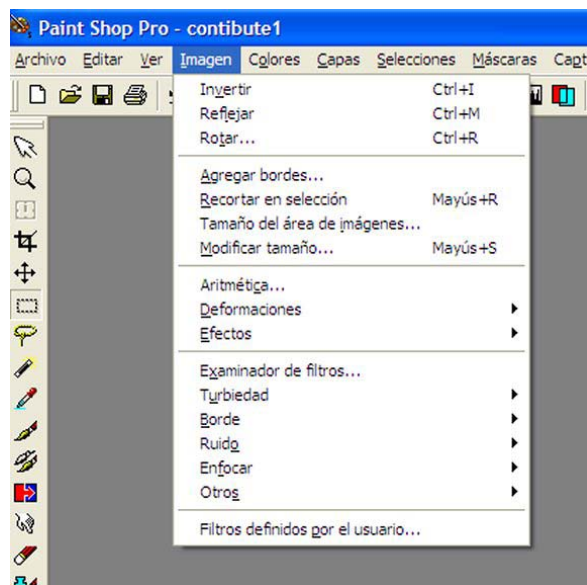 Paint Shop Pro - contibute1
Archivo Editar Ver Imagen Colores Capas Selecciones Máscaras Capt
Invertir Ctrl+I
Reflejar Ctrl+M
Rotar... Ctrl+R
Agregar bordes...
Recortar en selección Mayús+R
Tamaño del área de imágenes...
Modificar tamaño... Mayús+S
Aritmética...
Deformaciones
Efectos
Examinador de filtros...
Turbiedad
Borde
Ruido
Enfocar
Otros
Filtros definidos por el usuario...